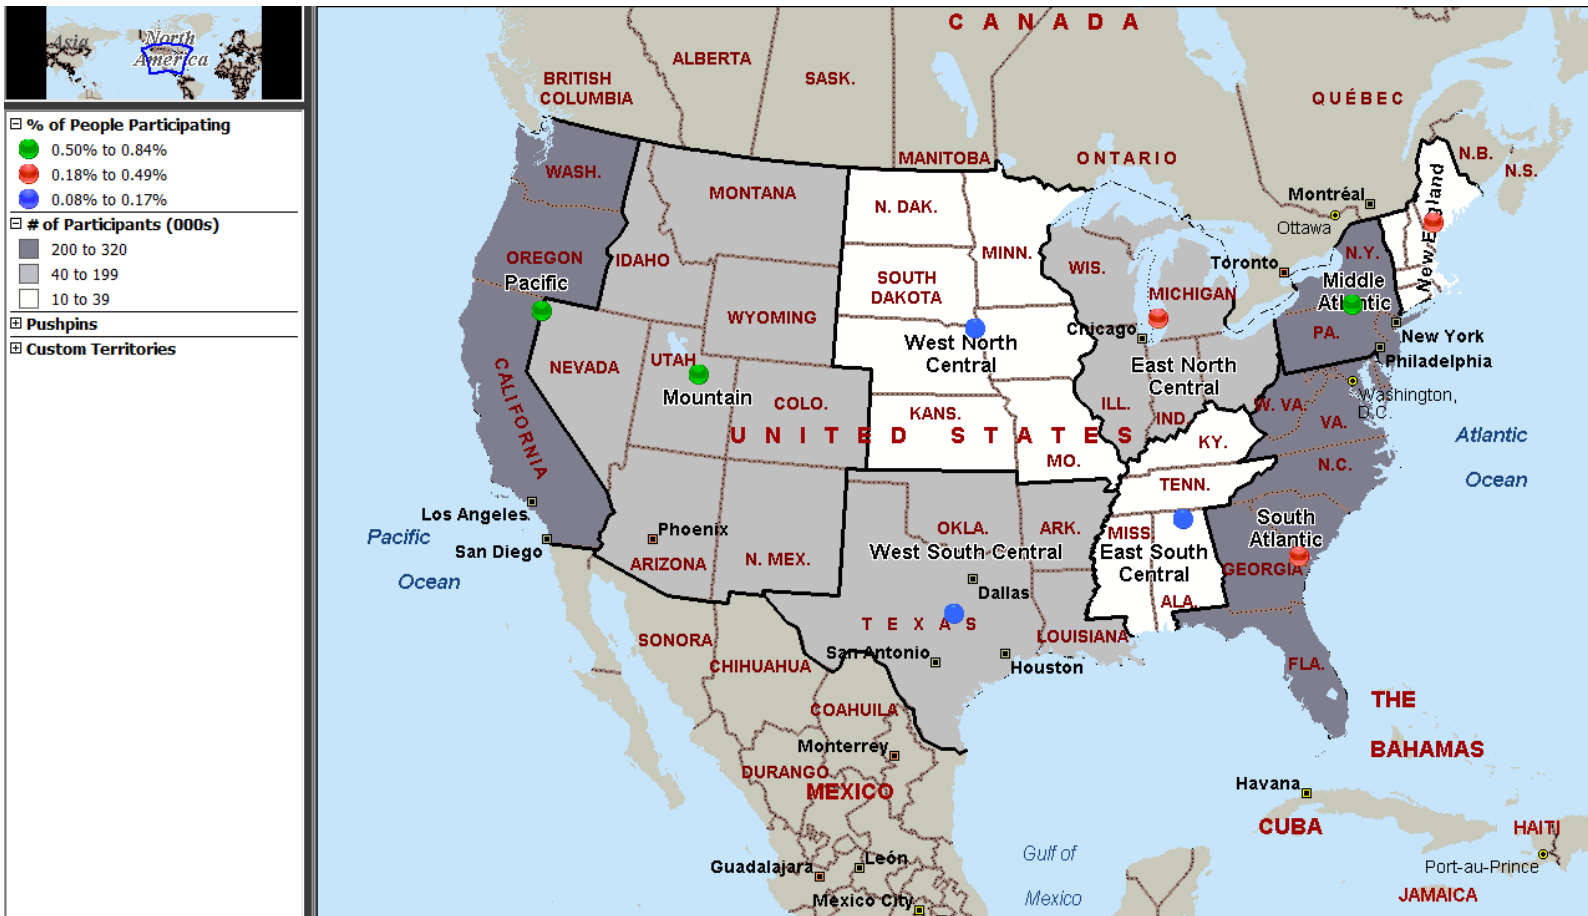 Asia
North
America
% of People Participating
0.50% to 0.84%
0.18% to 0.49%
0.08% to 0.17%
# of Participants (000s)
200 to 320
40 to 199
10 to 39
Pushpins
Custom Territories
CANADA
ALBERTA
BRITISH
COLUMBIA
SASK.
MANITOBA
ONTARIO
QUÉBEC
N.B.
N.S.
WASH.
MONTANA
N. DAK.
MINN.
Montréal
Ottawa
OREGON
IDAHO
SOUTH
DAKOTA
WIS.
MICHIGAN
Toronto
N.Y.
New England
Pacific
Middle
Atlantic
WYOMING
Chicago
PA.
New York
Philadelphia
NEVADA
UTAH
Mountain
West North
Central
East North
Central
CALIFORNIA
COLO.
KANS.
ILL.
IND.
W. VA.
Washington,
D.C.
VA.
UNITED STATES
MO.
KY.
N.C.
Atlantic
Ocean
TENN.
Los Angeles
San Diego
Phoenix
ARIZONA
N. MEX.
OKLA.
ARK.
MISS
South
Atlantic
Pacific
Ocean
West South Central
East South
Central
GEORGIA
Dallas
ALA.
TEXAS
LOUISIANA
San Antonio
Houston
FLA.
SONORA
CHIHUAHUA
COAHUILA
THE
BAHAMAS
Monterrey
DURANGO
MEXICO
Havana
CUBA
HAITI
Guadalajara
León
Gulf of
Mexico
Port-au-Prince
Mexico City
JAMAICA